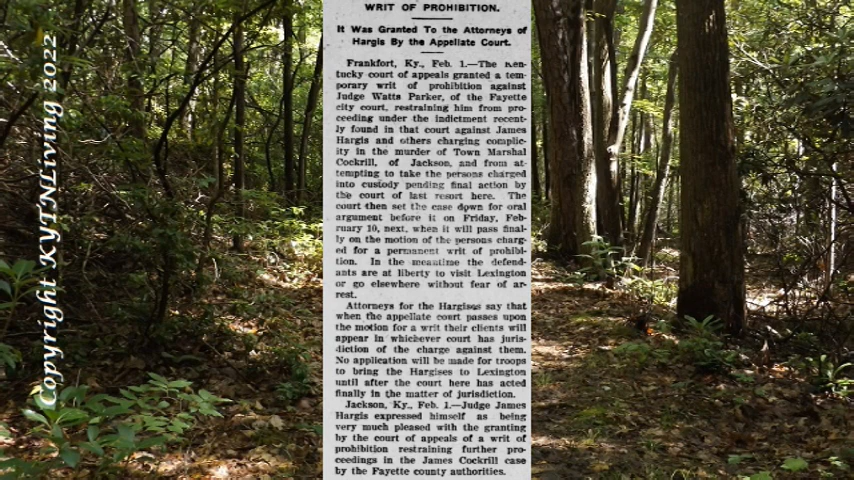 WRIT OF PROHIBITION.
It Was Granted To the Attorneys of
Hargis By the Appellate Court.
Frankfort, Ky., Feb. 1.—The Ken-
tucky court of appeals granted a tem-
porary writ of prohibition against
Judge Watts Parker, of the Fayette
city court, restraining him from pro-
ceeding under the indictment recent-
ly found in that court against James
Hargis and others charging complic-
ity in the murder of Town Marshal
Cockrill, of Jackson, and from at-
tempting to take the persons charged
into custody pending final action by
the court of last resort here. The
court then set the case down for oral
argument before it on Friday, Feb-
ruary 10, next, when it will pass final-
ly on the motion of the persons charg-
ed for a permanent writ of prohibi-
tion. In the meantime the defend-
ants are at liberty to visit Lexington
or go elsewhere without fear of ar-
rest.
Attorneys for the Hargises say that
when the appellate court passes upon
the motion for a writ their clients will
appear in whichever court has juris-
diction of the charge against them.
No application will be made for troops
to bring the Hargises to Lexington
until after the court here has acted
finally in the matter of jurisdiction.
Jackson, Ky., Feb. 1.—Judge James
Hargis expressed himself as being
very much pleased with the granting
by the court of appeals of a writ of
prohibition restraining further pro-
ceedings in the James Cockrill case
by the Fayette county authorities.
Copyright KYTNLiving 2022